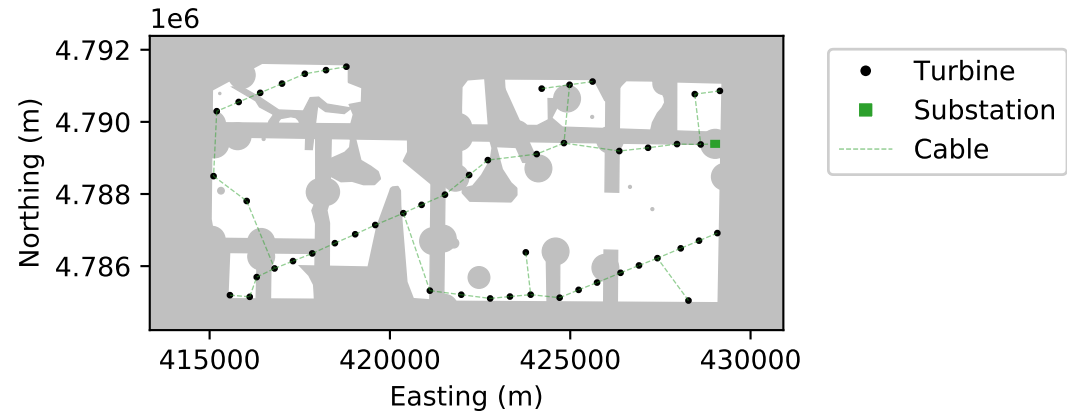 1e6
4.792
4.790
4.788
4.786
Northing (m)
415000
420000
425000
430000
Easting (m)
Turbine
Substation
Cable